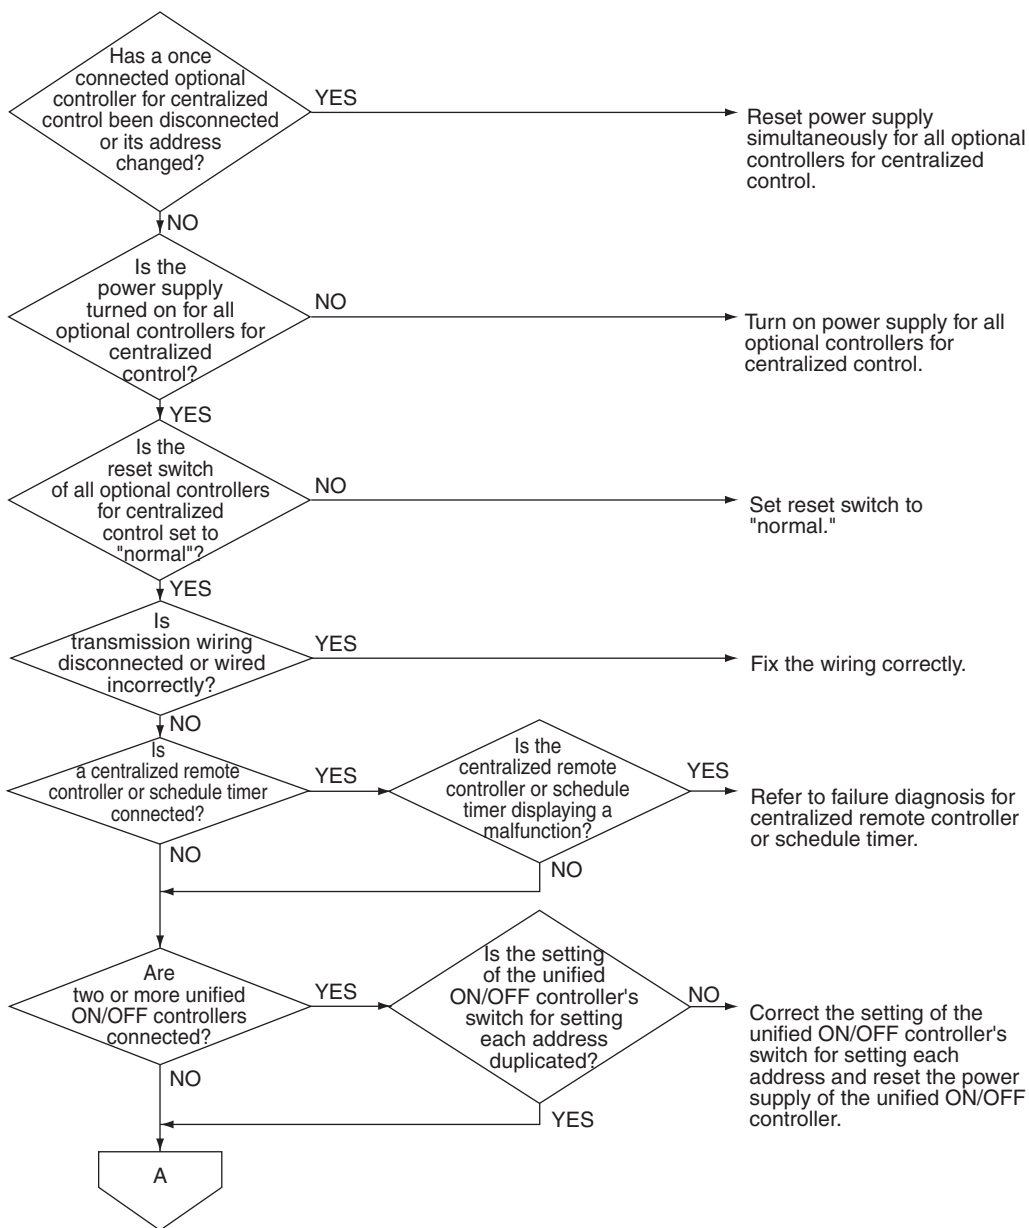 Has a once
connected optional
controller for centralized
control been disconnected
or its address
changed?
YES
Reset power supply
simultaneously for all optional
controllers for centralized
control.
NO
Is the
power supply
turned on for all
optional controllers for
centralized
control?
NO
Turn on power supply for all
optional controllers for
centralized control.
YES
Is the
reset switch
of all optional controllers
for centralized
control set to
"normal"?
NO
Set reset switch to
"normal."
YES
Is
transmission wiring
disconnected or wired
incorrectly?
YES
Fix the wiring correctly.
NO
Is
a centralized remote
controller or schedule timer
connected?
YES
Is the
centralized remote
controller or schedule
timer displaying a
malfunction?
YES
Refer to failure diagnosis for
centralized remote controller
or schedule timer.
NO
NO
Are
two or more unified
ON/OFF controllers
connected?
YES
Is the setting
of the unified
ON/OFF controller's
switch for setting
each address
duplicated?
NO
Correct the setting of the
unified ON/OFF controller's
switch for setting each
address and reset the power
supply of the unified ON/OFF
controller.
NO
YES
A